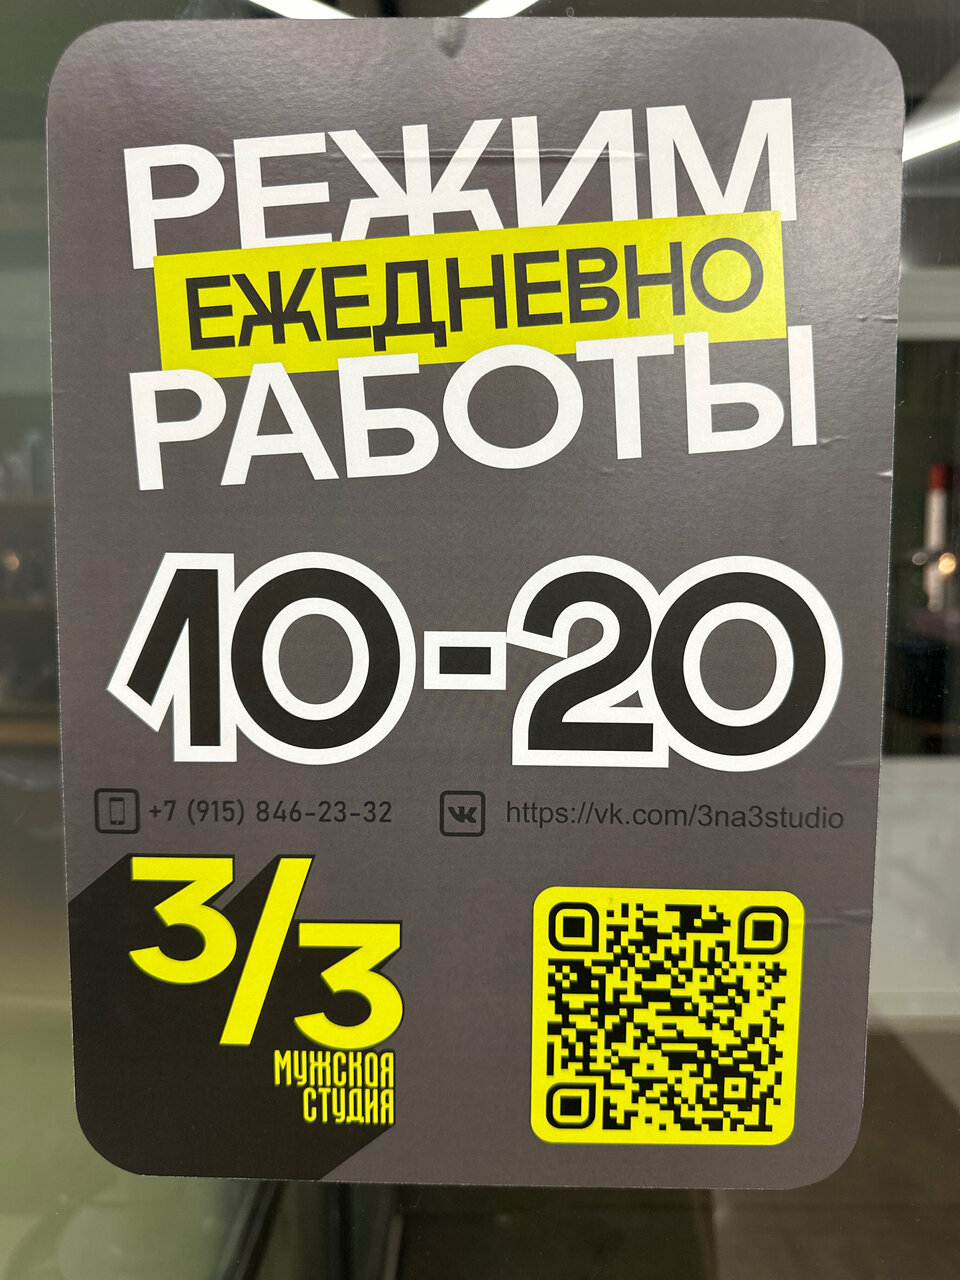 РЕЖИМ
ЕЖЕДНЕВНО
РАБОТЫ
10-20
+7 (915) 846-23-32
https://vk.com/3na3studio
3/3
МУЖСКАЯ
СТУДИЯ